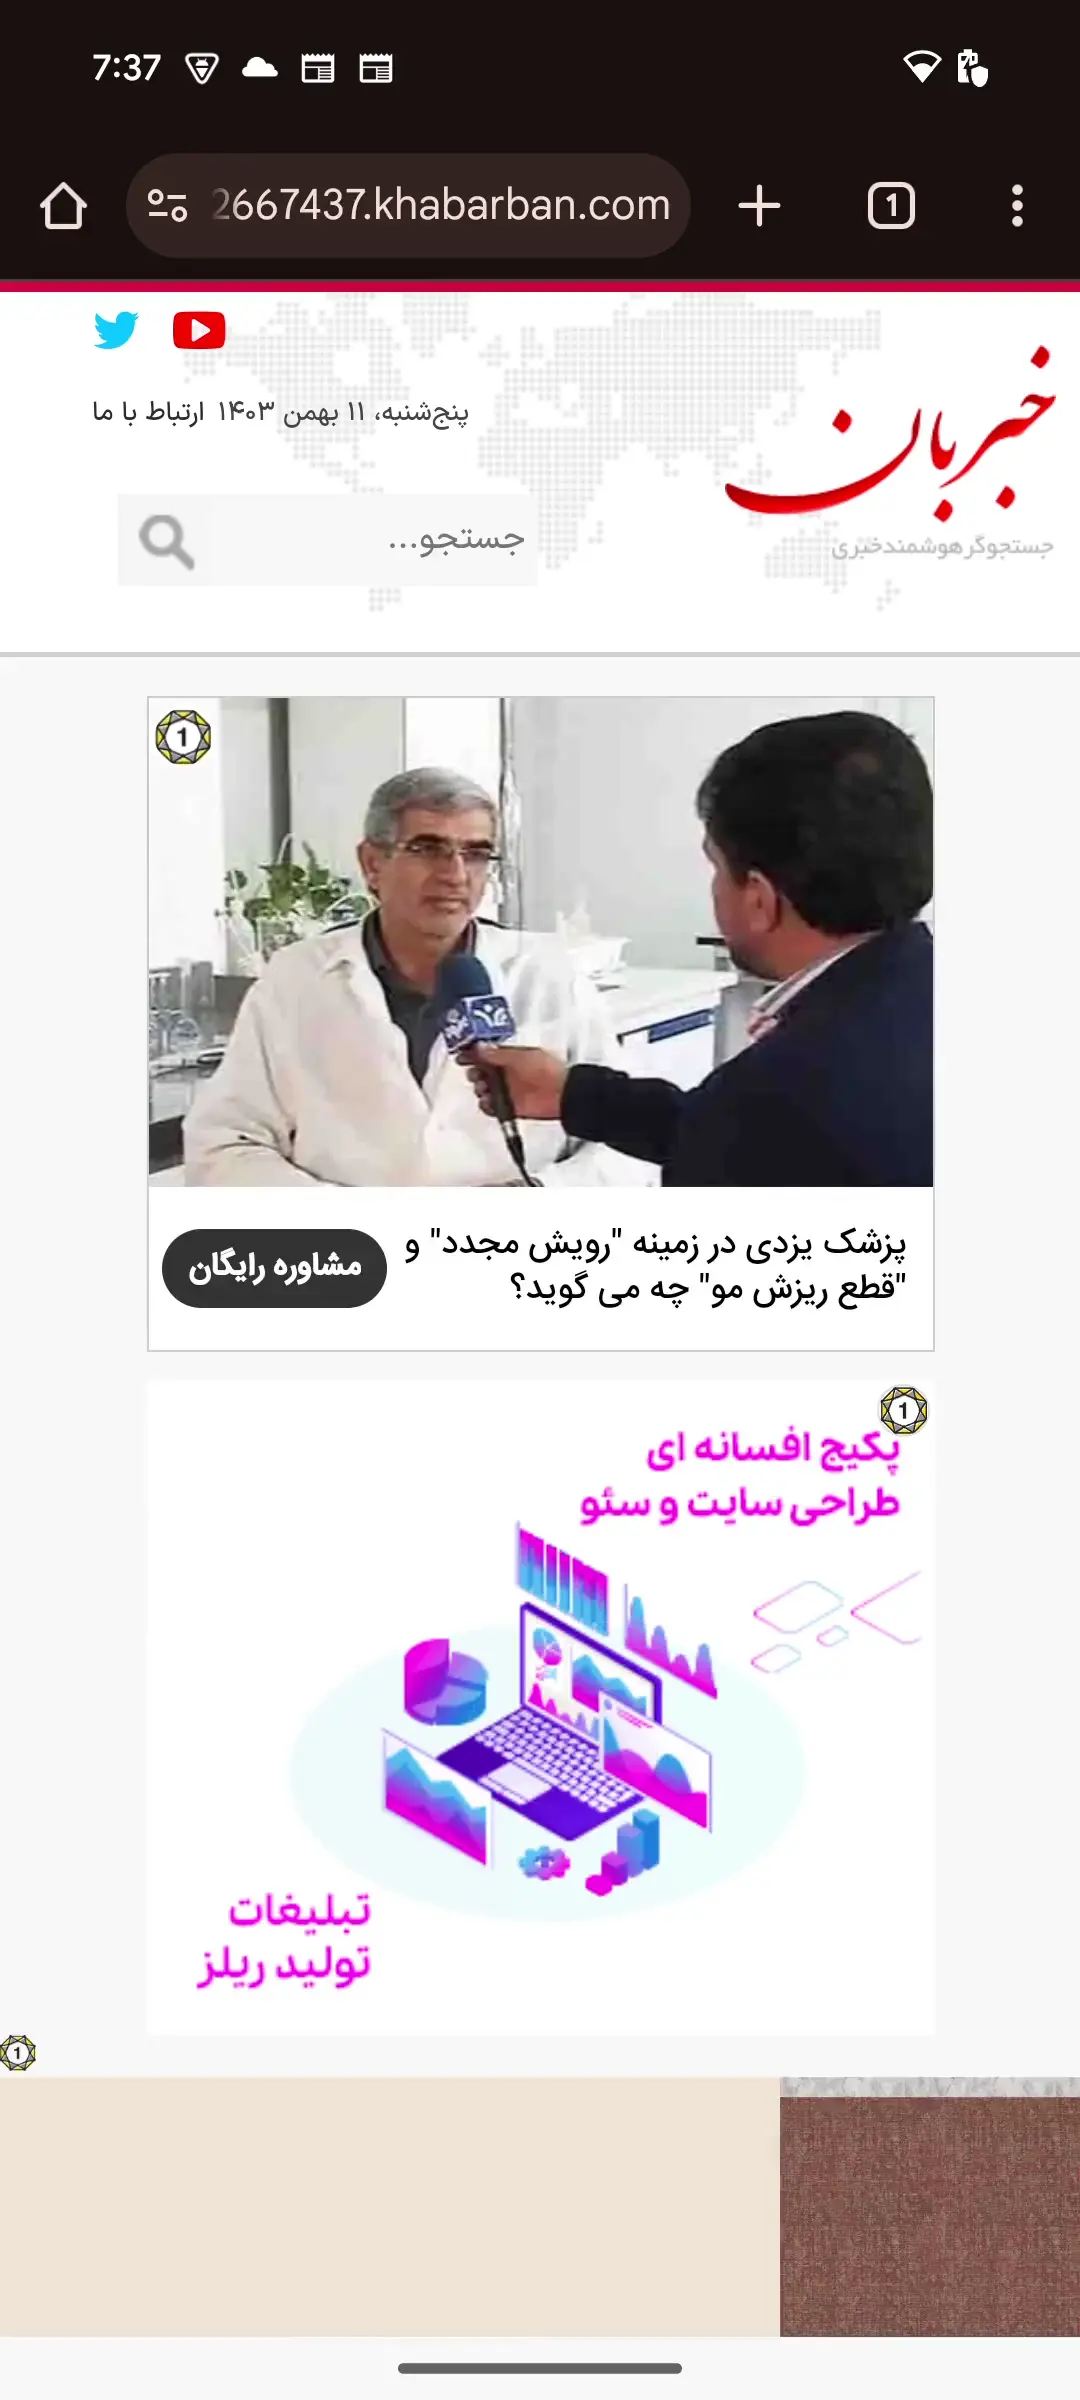 7:37
2667437.khabarban.com
1
خبربان
جستجوگر هوشمند خبری
پنج‌شنبه، ۱۱ بهمن ۱۴۰۳ ارتباط با ما
جستجو...
1
پزشک یزدی در زمینه "رویش مجدد" و
"قطع ریزش مو" چه می گوید؟
مشاوره رایگان
1
پکیج افسانه ای
طراحی سایت و سئو
تبلیغات
تولید ریلز
1